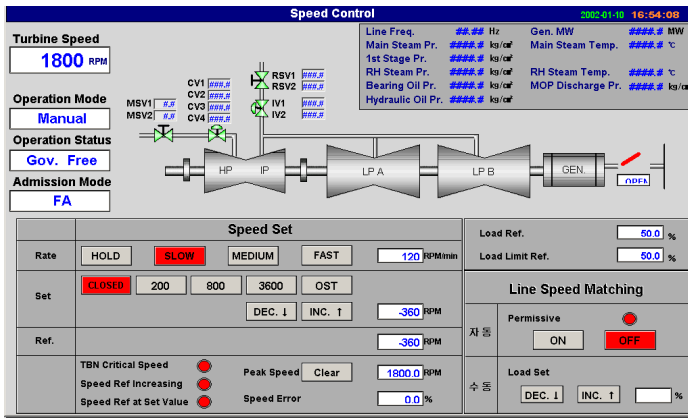 Speed Control
2002-01-10 16:54:08
Turbine Speed
1800 RPM
Operation Mode
Manual
Operation Status
Gov. Free
Admission Mode
FA
Line Freq. ##.## Hz Gen. MW ####.# MW
Main Steam Pr. ####.# kg/㎠ Main Steam Temp. ####.# ℃
1st Stage Pr. ####.# kg/㎠
RH Steam Pr. ####.# kg/㎠ RH Steam Temp. ####.# ℃
Bearing Oil Pr. ####.# kg/㎠ MOP Discharge Pr. ####.# kg/㎠
Hydraulic Oil Pr. ####.# kg/㎠
MSV1 #.#
MSV2 #.#
CV1 ###.#
CV2 ###.#
CV3 ###.#
CV4 ###.#
RSV1 ###.#
RSV2 ###.#
IV1 ###.#
IV2 ###.#
HP IP LP A LP B GEN. OPEN
Speed Set
Rate HOLD SLOW MEDIUM FAST 120 RPM/min
Set CLOSED 200 800 3600 OST
DEC. ↓ INC. ↑ -360 RPM
Ref. -360 RPM
TBN Critical Speed
Speed Ref Increasing
Speed Ref at Set Value
Peak Speed Clear 1800.0 RPM
Speed Error 0.0 %
Load Ref. 50.0 %
Load Limit Ref. 50.0 %
Line Speed Matching
자 동
Permissive
ON OFF
수 동
Load Set
DEC. ↓ INC. ↑ %